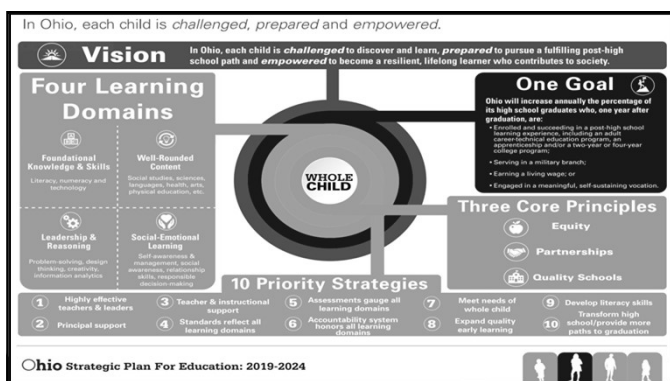 In Ohio, each child is challenged, prepared and empowered.
Vision
In Ohio, each child is challenged to discover and learn, prepared to pursue a fulfilling post-high
school path and empowered to become a resilient, lifelong learner who contributes to society.
Four Learning
Domains
Foundational
Knowledge & Skills
Literacy, numeracy and
technology
Well-Rounded
Content
Social studies, sciences,
languages, health, arts,
physical education, etc.
Leadership &
Reasoning
Problem-solving, design
thinking, creativity,
information analytics
Social-Emotional
Learning
Self-awareness &
management, social
awareness, relationship
skills, responsible
decision-making
WHOLE
CHILD
One Goal
Ohio will increase annually the percentage of
its high school graduates who, one year after
graduation, are:
• Enrolled and succeeding in a post-high school
learning experience, including an adult
career-technical education program, an
apprenticeship and/or a two-year or four-year
college program;
• Serving in a military branch;
• Earning a living wage; or
• Engaged in a meaningful, self-sustaining vocation.
Three Core Principles
Equity
Partnerships
Quality Schools
10 Priority Strategies
1 Highly effective
teachers & leaders
2 Principal support
3 Teacher & instructional
support
4 Standards reflect all
learning domains
5 Assessments gauge all
learning domains
6 Accountability system
honors all learning
domains
7 Meet needs of
whole child
8 Expand quality
early learning
9 Develop literacy skills
10 Transform high
school/provide more
paths to graduation
Ohio Strategic Plan For Education: 2019-2024